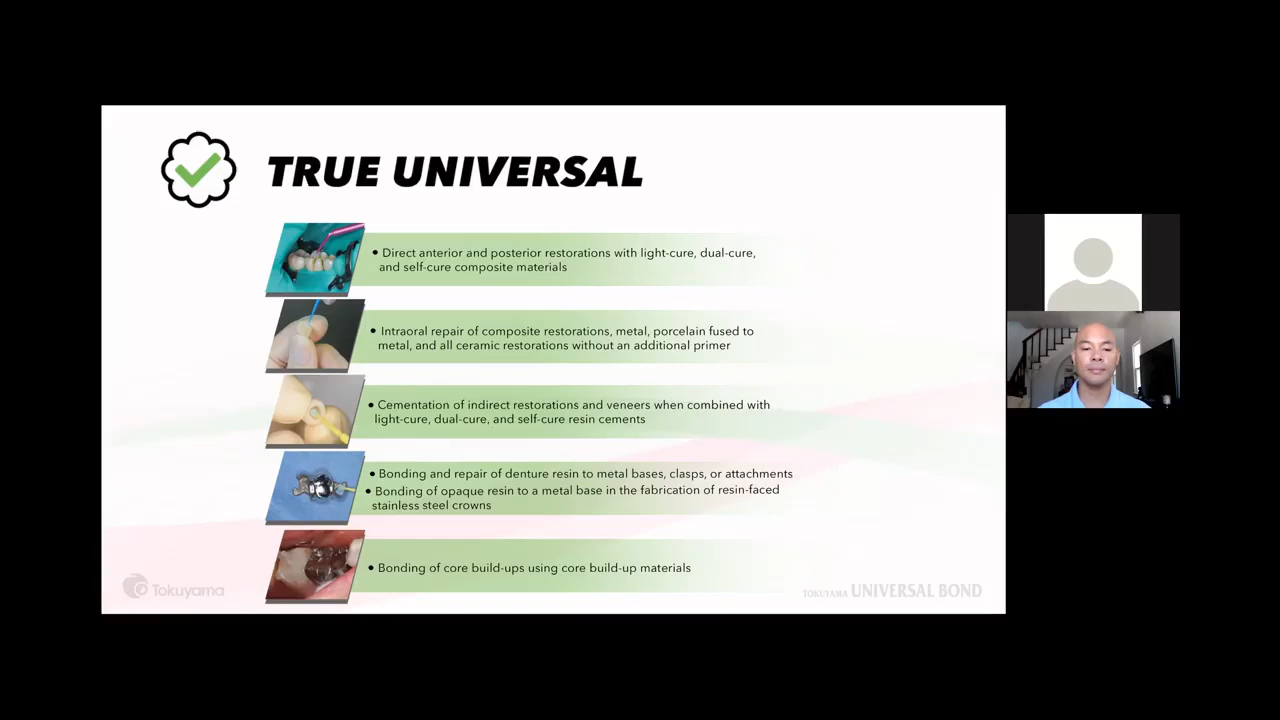 TRUE UNIVERSAL
• Direct anterior and posterior restorations with light-cure, dual-cure,
and self-cure composite materials
• Intraoral repair of composite restorations, metal, porcelain fused to
metal, and all ceramic restorations without an additional primer
• Cementation of indirect restorations and veneers when combined with
light-cure, dual-cure, and self-cure resin cements
• Bonding and repair of denture resin to metal bases, clasps, or attachments
• Bonding of opaque resin to a metal base in the fabrication of resin-faced
stainless steel crowns
• Bonding of core build-ups using core build-up materials
Tokuyama
TOKUYAMA UNIVERSAL BOND